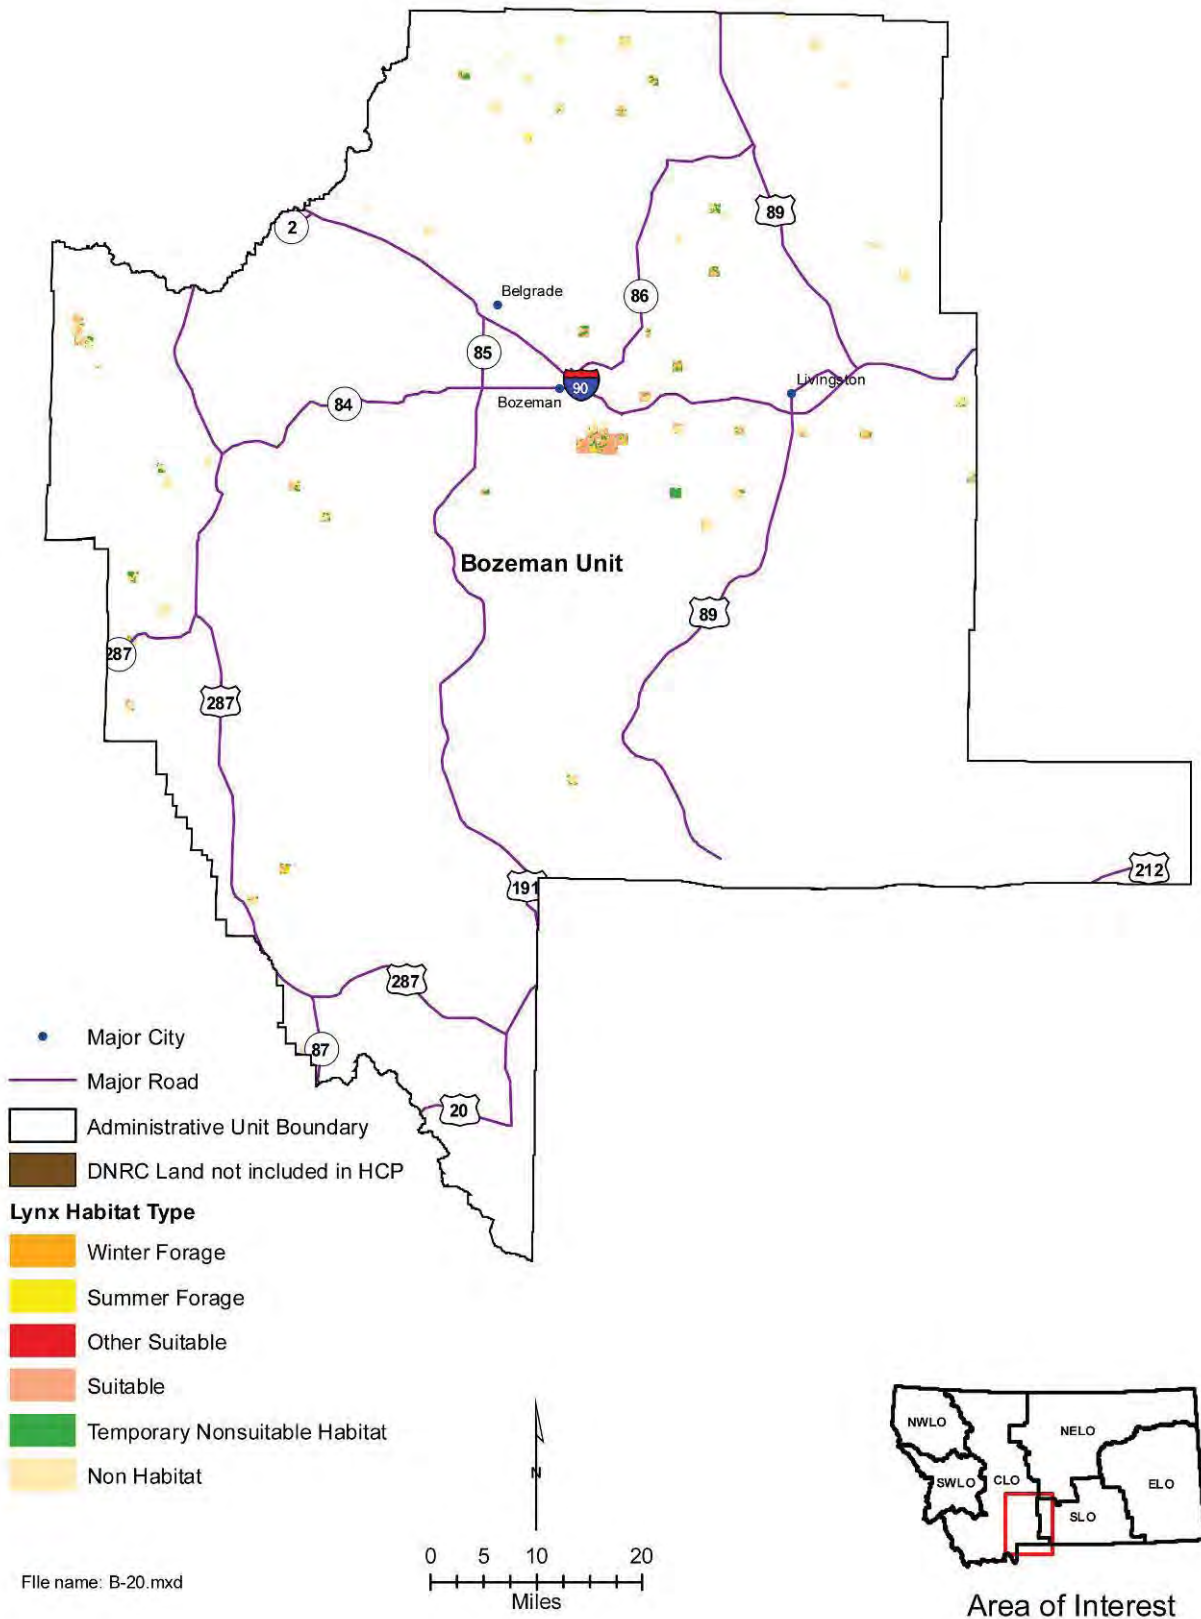 89
2
Belgrade
86
85
90
Livingston
84
Bozeman
Bozeman Unit
89
287
287
212
191
287
87
20
Major City
Major Road
Administrative Unit Boundary
DNRC Land not included in HCP
Lynx Habitat Type
Winter Forage
Summer Forage
Other Suitable
Suitable
Temporary Nonsuitable Habitat
Non Habitat
N
0 5 10 20
Miles
FIle name: B-20.mxd
NWLO
NELO
SWLO
CLO
ELO
SLO
Area of Interest